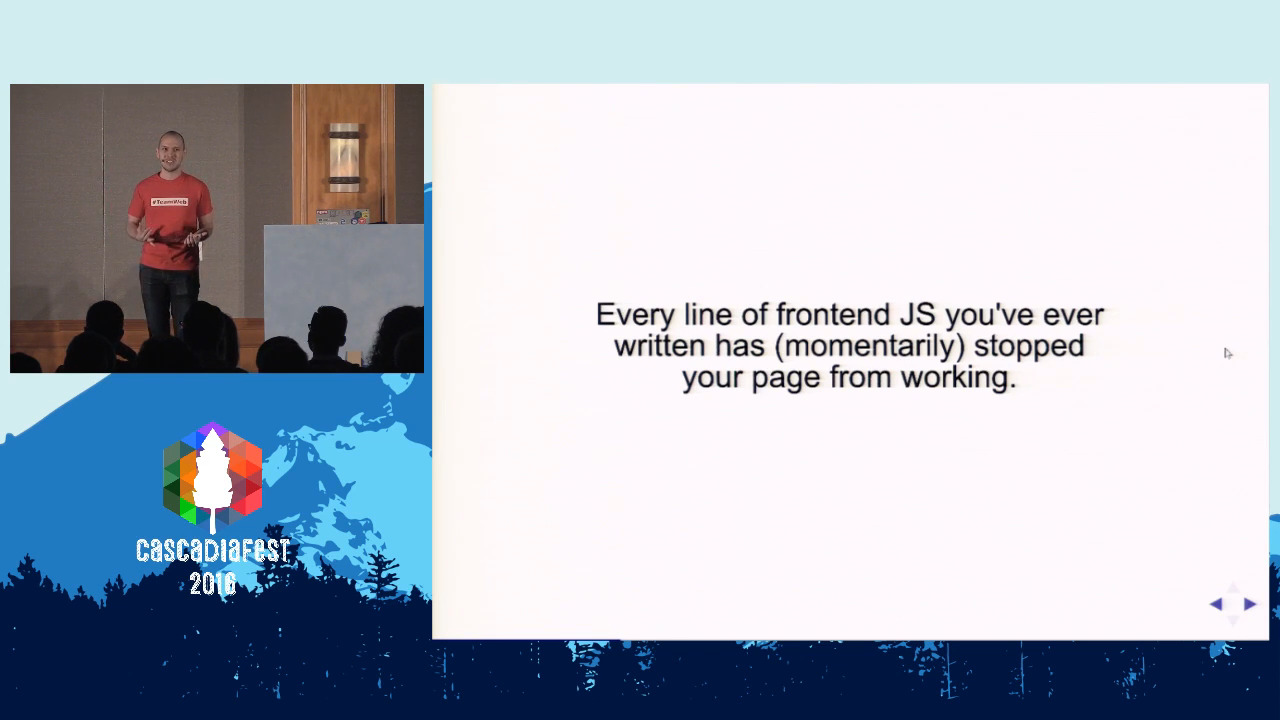 #TeamWeb
Every line of frontend JS you've ever
written has (momentarily) stopped
your page from working.
cascadiafest
2016